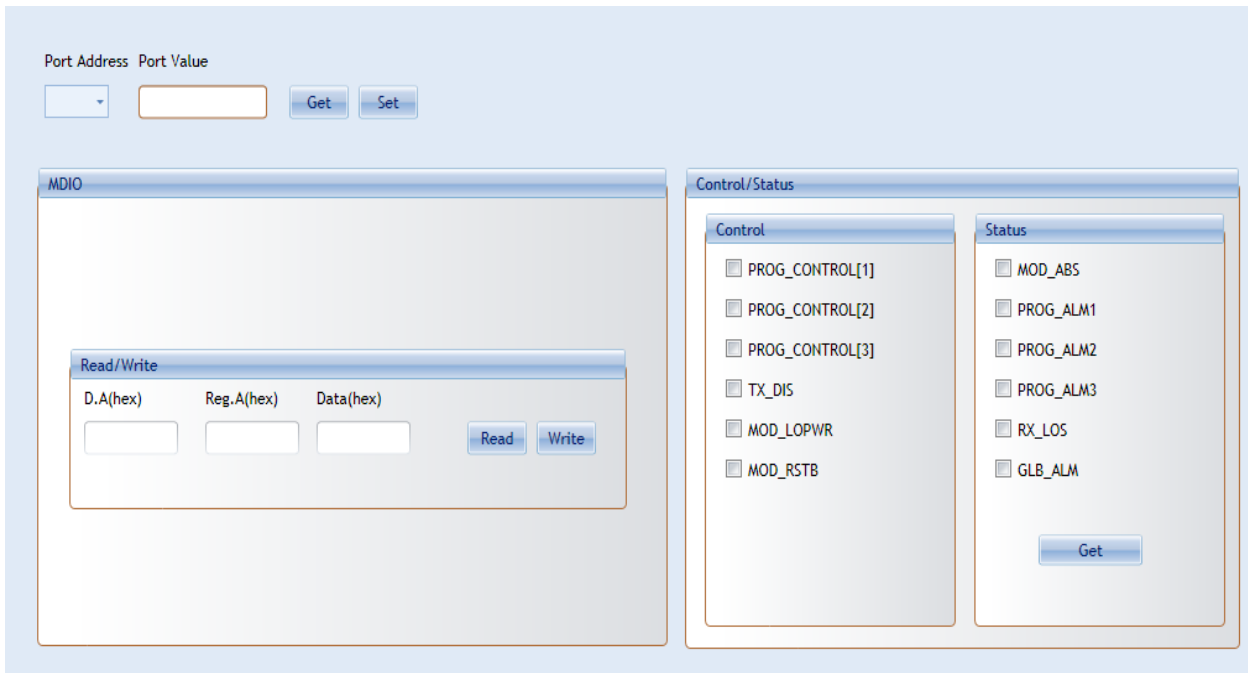 Port Address Port Value
Get Set
MDIO
Read/Write
D.A(hex) Reg.A(hex) Data(hex)
Read Write
Control/Status
Control
PROG_CONTROL[1]
PROG_CONTROL[2]
PROG_CONTROL[3]
TX_DIS
MOD_LOPWR
MOD_RSTB
Status
MOD_ABS
PROG_ALM1
PROG_ALM2
PROG_ALM3
RX_LOS
GLB_ALM
Get